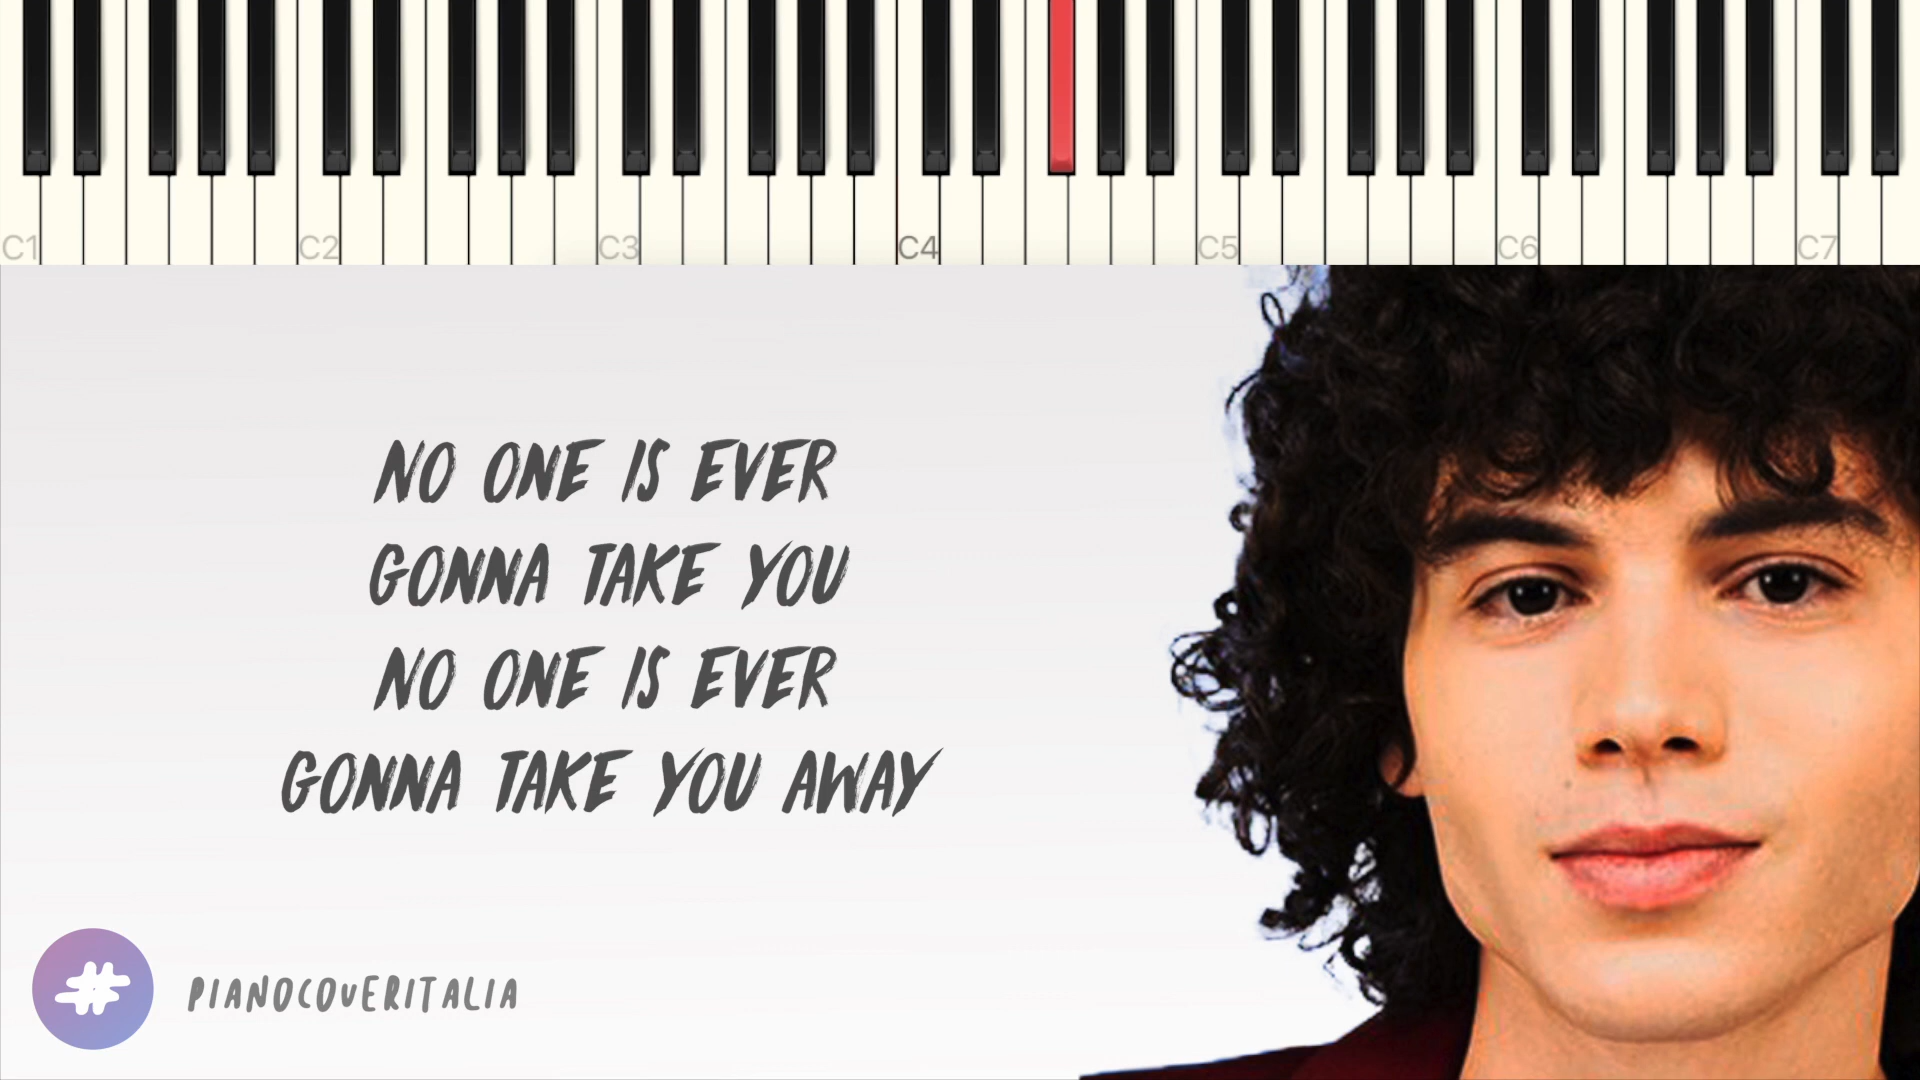 C1 C2 C3 C4 C5 C6 C7
NO ONE IS EVER
GONNA TAKE YOU
NO ONE IS EVER
GONNA TAKE YOU AWAY
# PIANOCOVERITALIA